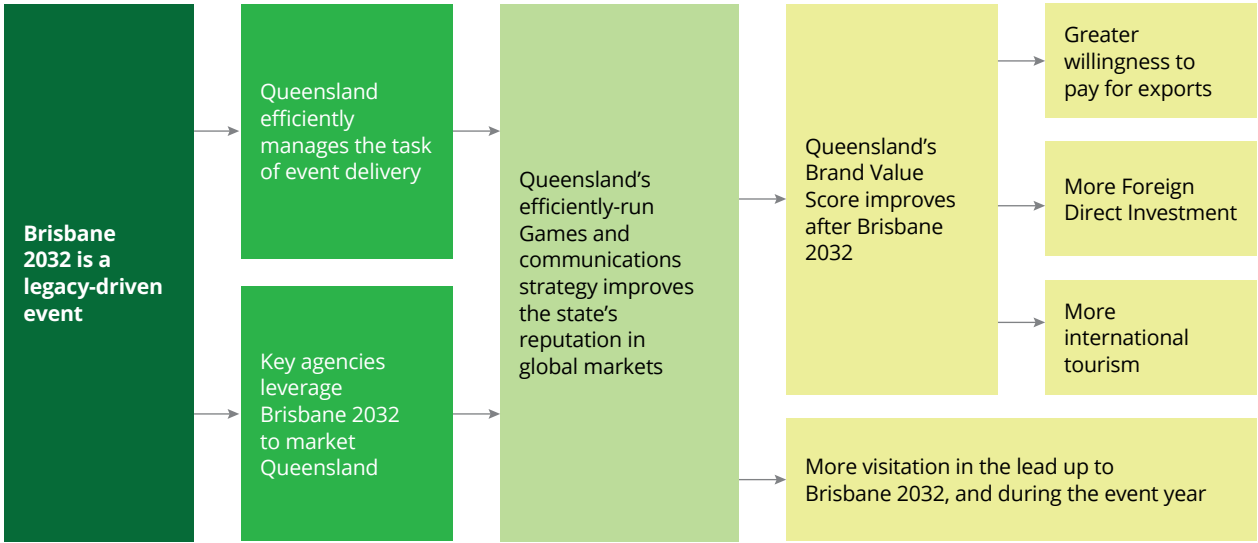 Brisbane
2032 is a
legacy-driven
event
Queensland
efficiently
manages the task
of event delivery
Key agencies
leverage
Brisbane 2032
to market
Queensland
Queensland’s
efficiently-run
Games and
communications
strategy improves
the state’s
reputation in
global markets
Queensland’s
Brand Value
Score improves
after Brisbane
2032
Greater
willingness to
pay for exports
More Foreign
Direct Investment
More
international
tourism
More visitation in the lead up to
Brisbane 2032, and during the event year